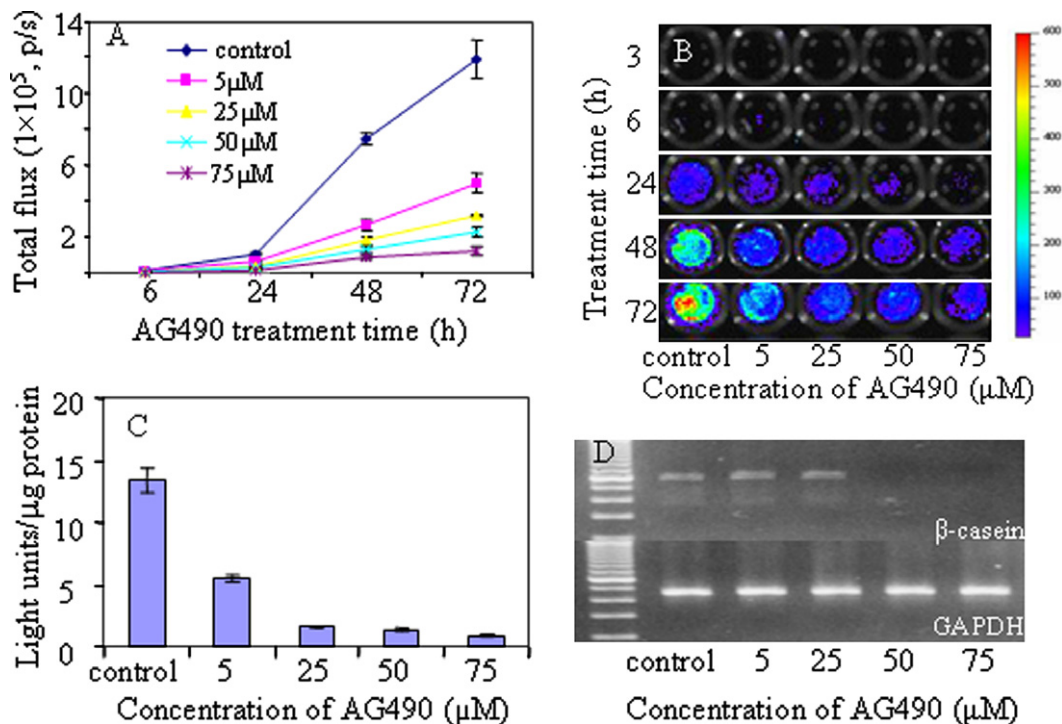 A
Total flux (1×10⁵, p/s)
14
10
6
2
control
5µM
25µM
50µM
75µM
6 24 48 72
AG490 treatment time (h)
B
Treatment time (h)
3
6
24
48
72
control 5 25 50 75
Concentration of AG490 (µM)
600
500
400
300
200
100
C
Light units/µg protein
20
15
10
5
0
control 5 25 50 75
Concentration of AG490 (µM)
D
β-casein
GAPDH
control 5 25 50 75
Concentration of AG490 (µM)